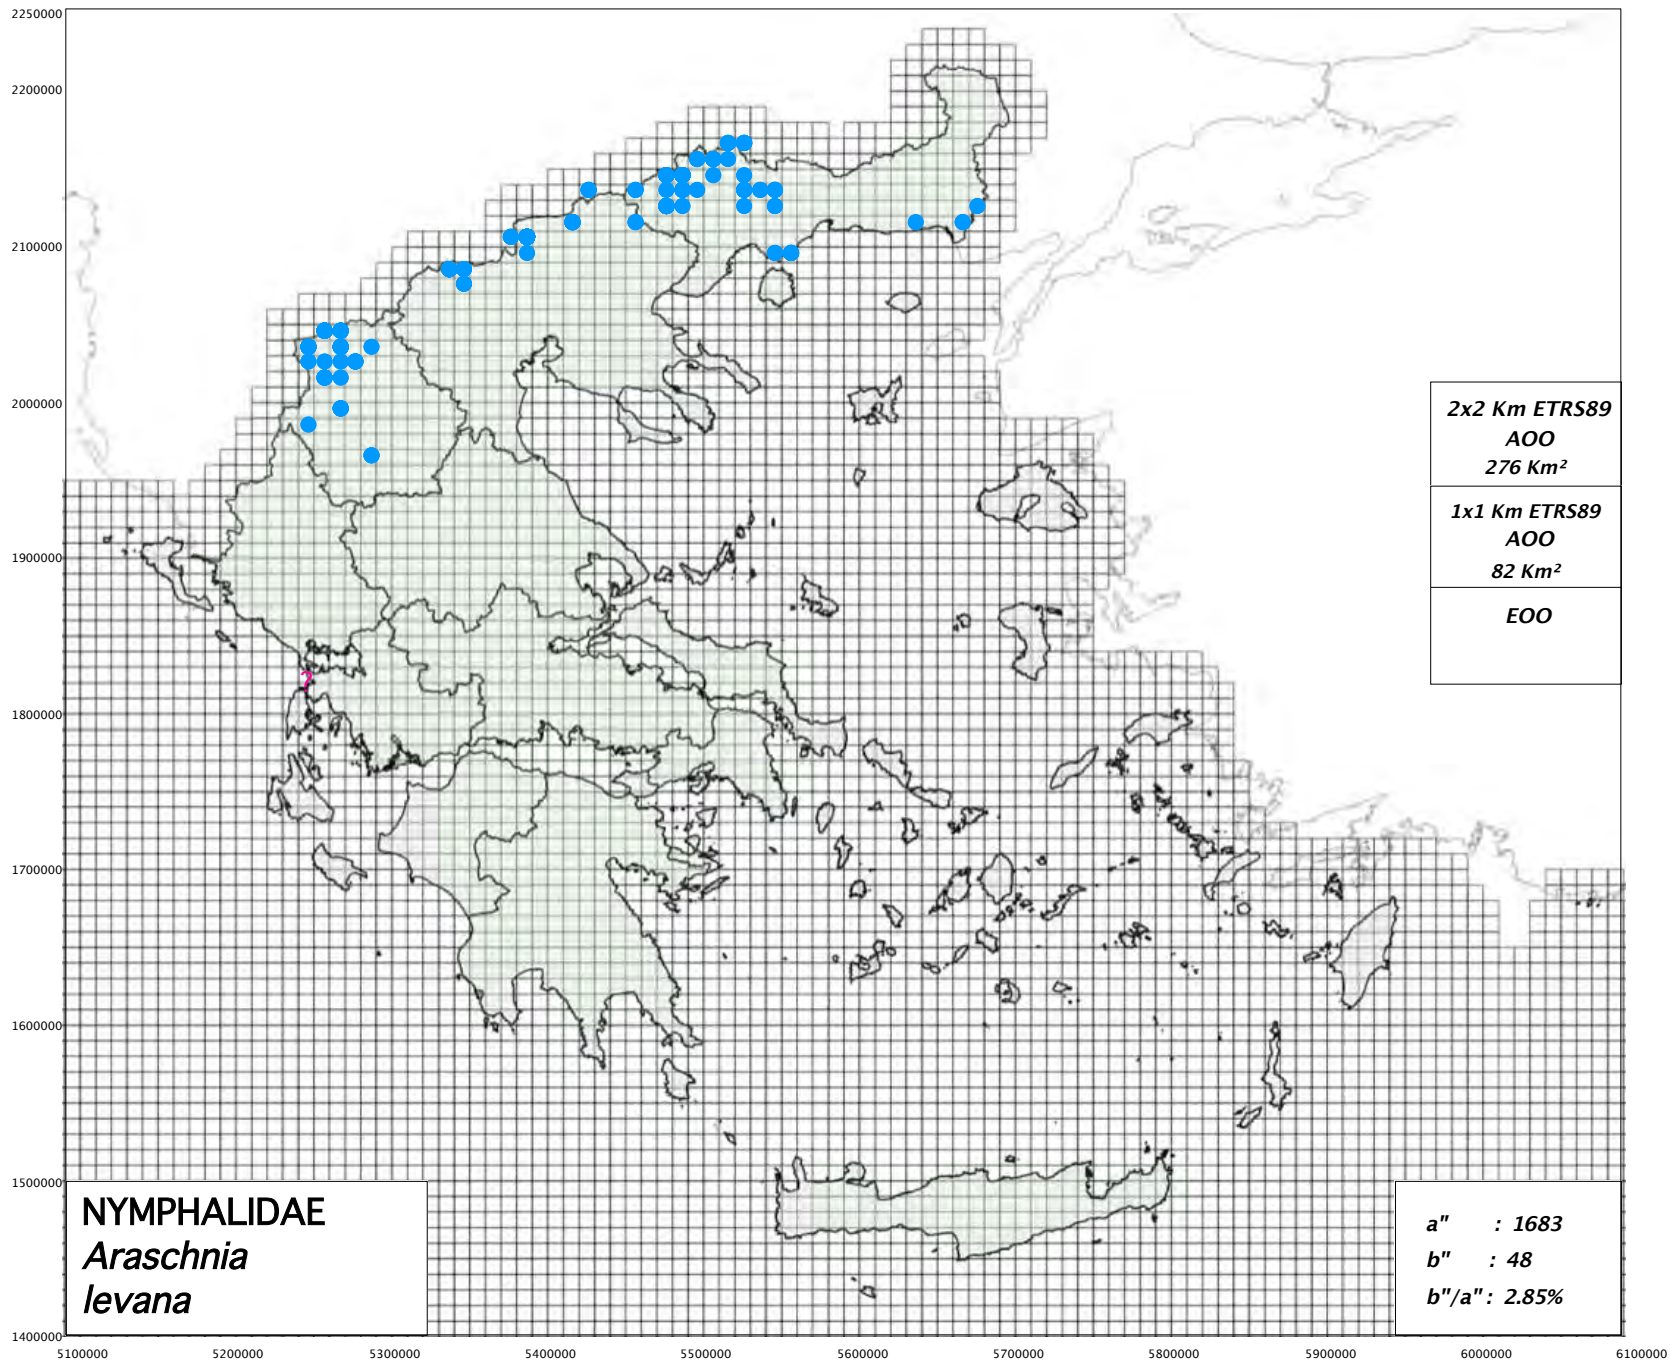 2250000
2200000
2100000
2000000
1900000
1800000
1700000
1600000
1500000
1400000
5100000 5200000 5300000 5400000 5500000 5600000 5700000 5800000 5900000 6000000 6100000
2x2 Km ETRS89
AOO
276 Km²
1x1 Km ETRS89
AOO
82 Km²
EOO
?
NYMPHALIDAE
Araschnia
levana
a" : 1683
b" : 48
b"/a" : 2.85%